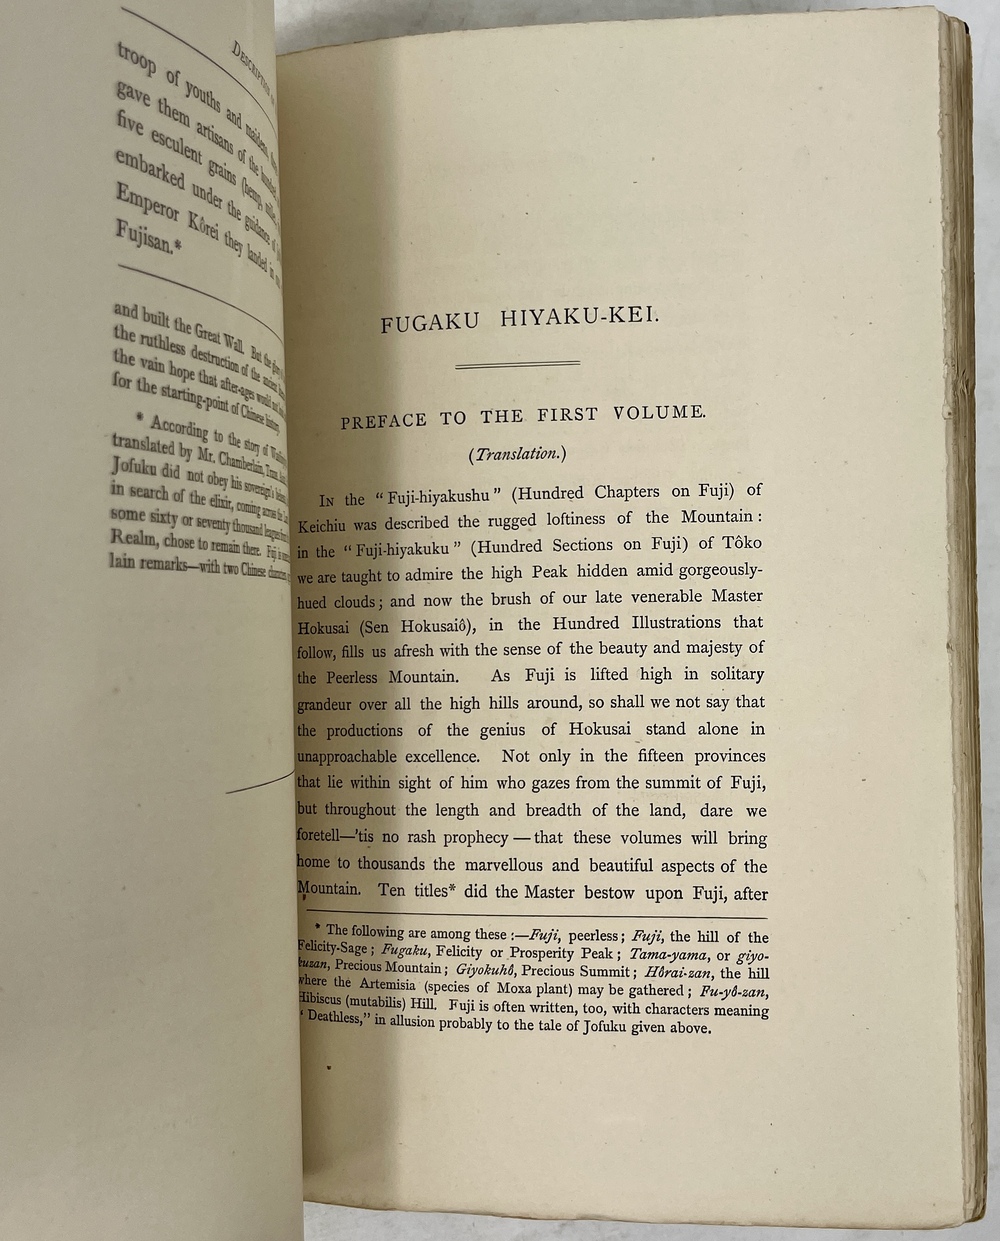 DESCRIPTION
troop of youths and maidens,
gave them artisans of the hundred
five esculent grains (hemp, millet,
embarked under the guidance of
Emperor Kôrei they landed in
Fujisan.*
and built the Great Wall. But the
the ruthless destruction of the ancient
the vain hope that after-ages would not
for the starting-point of Chinese history
* According to the story of
translated by Mr. Chamberlain, Trans.
Jofuku did not obey his sovereign's
in search of the elixir, coming across the
some sixty or seventy thousand leagues
Realm, chose to remain there. Fuji is
lain remarks—with two Chinese characters
FUGAKU HIYAKU-KEI.
PREFACE TO THE FIRST VOLUME.
(Translation.)
IN the “Fuji-hiyakushu” (Hundred Chapters on Fuji) of
Keichiu was described the rugged loftiness of the Mountain:
in the “Fuji-hiyakuku” (Hundred Sections on Fuji) of Tôko
we are taught to admire the high Peak hidden amid gorgeously-
hued clouds; and now the brush of our late venerable Master
Hokusai (Sen Hokusaiô), in the Hundred Illustrations that
follow, fills us afresh with the sense of the beauty and majesty of
the Peerless Mountain. As Fuji is lifted high in solitary
grandeur over all the high hills around, so shall we not say that
the productions of the genius of Hokusai stand alone in
unapproachable excellence. Not only in the fifteen provinces
that lie within sight of him who gazes from the summit of Fuji,
but throughout the length and breadth of the land, dare we
foretell—'tis no rash prophecy—that these volumes will bring
home to thousands the marvellous and beautiful aspects of the
Mountain. Ten titles* did the Master bestow upon Fuji, after
* The following are among these:—Fuji, peerless; Fuji, the hill of the
Felicity-Sage; Fugaku, Felicity or Prosperity Peak; Tama-yama, or giyo-
kuzan, Precious Mountain; Giyokuhô, Precious Summit; Hôrai-zan, the hill
where the Artemisia (species of Moxa plant) may be gathered; Fu-yô-zan,
Hibiscus (mutabilis) Hill. Fuji is often written, too, with characters meaning
“Deathless,” in allusion probably to the tale of Jofuku given above.